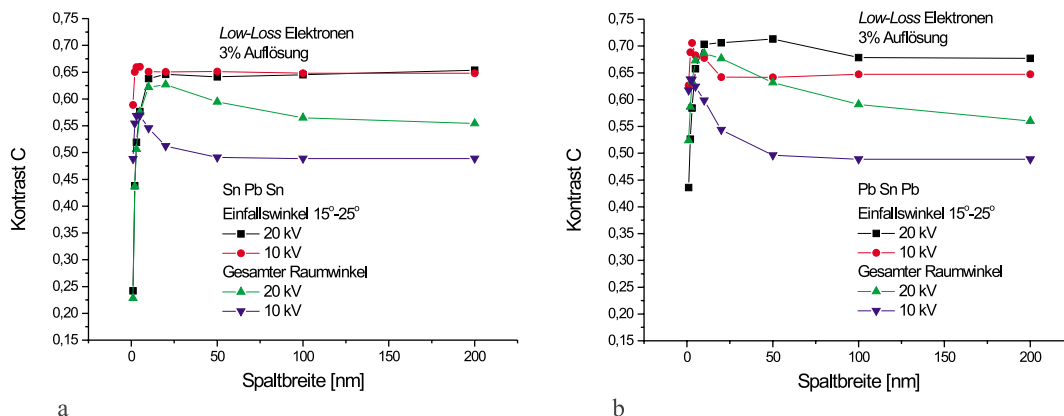 0,75
0,70
0,65
0,60
0,55
0,50
0,45
0,40
0,35
0,30
0,25
0,20
0,15
Kontrast C
Low-Loss Elektronen
3% Auflösung
Sn Pb Sn
Einfallswinkel 15°-25°
20 kV
10 kV
Gesamter Raumwinkel
20 kV
10 kV
0 50 100 150 200
Spaltbreite [nm]
a
0,75
0,70
0,65
0,60
0,55
0,50
0,45
0,40
0,35
0,30
0,25
0,20
0,15
Kontrast C
Low-Loss Elektronen
3% Auflösung
Pb Sn Pb
Einfallswinkel 15°-25°
20 kV
10 kV
Gesamter Raumwinkel
20 kV
10 kV
0 50 100 150 200
Spaltbreite [nm]
b